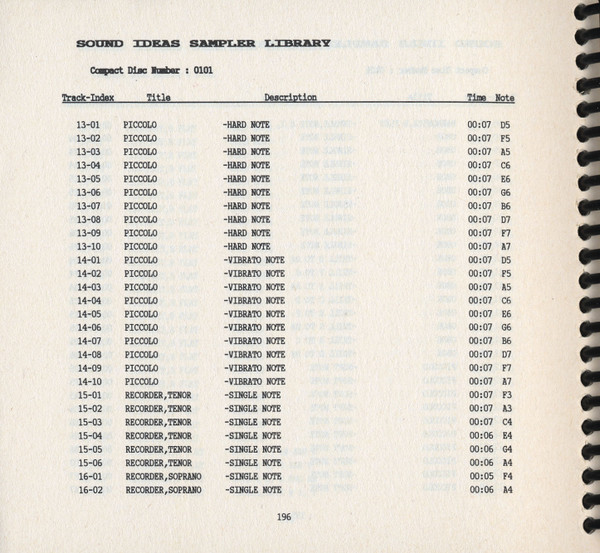 SOUND IDEAS SAMPLER LIBRARY
Compact Disc Number : 0101
Track-Index Title Description Time Note
13-01 PICCOLO -HARD NOTE 00:07 D5
13-02 PICCOLO -HARD NOTE 00:07 F5
13-03 PICCOLO -HARD NOTE 00:07 A5
13-04 PICCOLO -HARD NOTE 00:07 C6
13-05 PICCOLO -HARD NOTE 00:07 E6
13-06 PICCOLO -HARD NOTE 00:07 G6
13-07 PICCOLO -HARD NOTE 00:07 B6
13-08 PICCOLO -HARD NOTE 00:07 D7
13-09 PICCOLO -HARD NOTE 00:07 F7
13-10 PICCOLO -HARD NOTE 00:07 A7
14-01 PICCOLO -VIBRATO NOTE 00:07 D5
14-02 PICCOLO -VIBRATO NOTE 00:07 F5
14-03 PICCOLO -VIBRATO NOTE 00:07 A5
14-04 PICCOLO -VIBRATO NOTE 00:07 C6
14-05 PICCOLO -VIBRATO NOTE 00:07 E6
14-06 PICCOLO -VIBRATO NOTE 00:07 G6
14-07 PICCOLO -VIBRATO NOTE 00:07 B6
14-08 PICCOLO -VIBRATO NOTE 00:07 D7
14-09 PICCOLO -VIBRATO NOTE 00:07 F7
14-10 PICCOLO -VIBRATO NOTE 00:07 A7
15-01 RECORDER,TENOR -SINGLE NOTE 00:07 F3
15-02 RECORDER,TENOR -SINGLE NOTE 00:07 A3
15-03 RECORDER,TENOR -SINGLE NOTE 00:07 C4
15-04 RECORDER,TENOR -SINGLE NOTE 00:06 E4
15-05 RECORDER,TENOR -SINGLE NOTE 00:06 G4
15-06 RECORDER,TENOR -SINGLE NOTE 00:06 A4
16-01 RECORDER,SOPRANO -SINGLE NOTE 00:05 F4
16-02 RECORDER,SOPRANO -SINGLE NOTE 00:06 A4
196